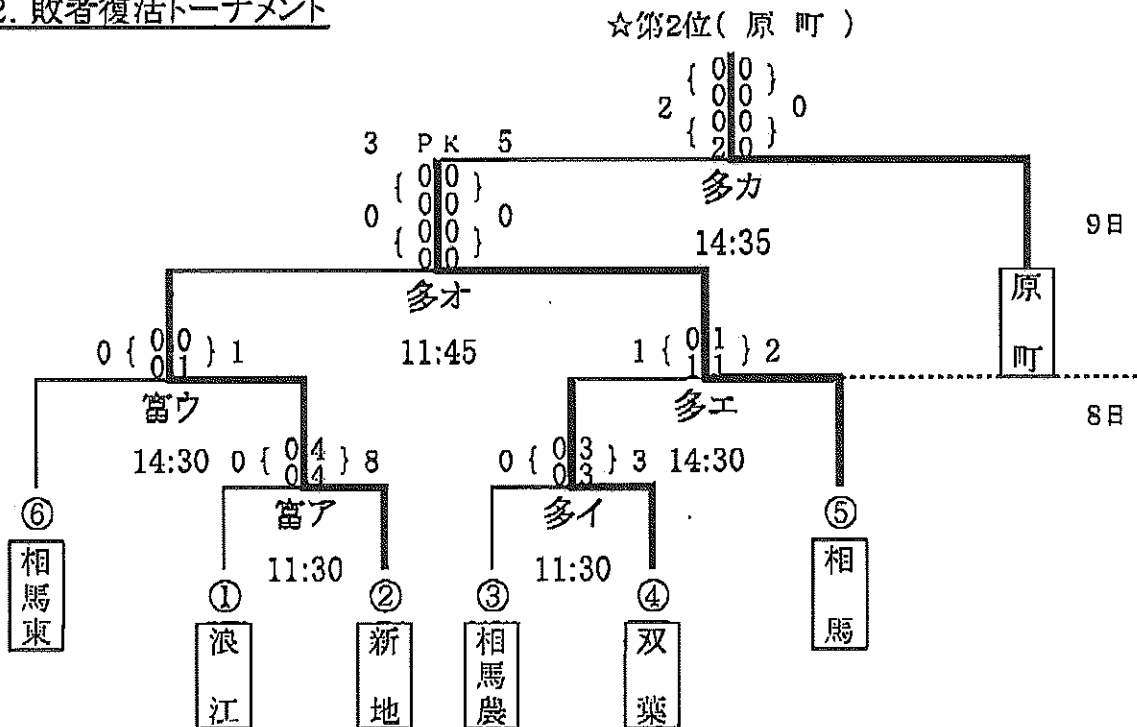 2. 敗者復活トーナメント
☆第2位( 原 町 )
2 { 0 0 } 0
0 0
{ 0 0 }
2 0
3 P K 5
多カ
14:35
9日
0 { 0 0 } 0
0 0
{ 0 0 }
0 0
多オ
11:45
原町
0 { 0 0 } 1
0 1
富ウ
14:30
1 { 0 1 } 2
1 1
多エ
14:30
8日
0 { 0 4 } 8
0 4
富ア
11:30
0 { 0 3 } 3
0 3
多イ
11:30
⑥
相馬東
①
浪江
②
新地
③
相馬農
④
双葉
⑤
相馬